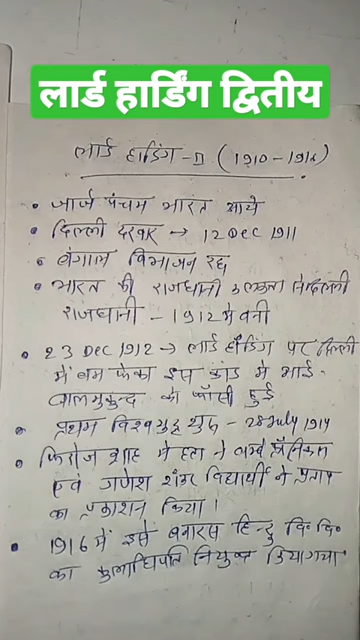 लार्ड हार्डिंग द्वितीय
लार्ड हार्डिंग - II (1910-1916)
• जार्ज पंचम भारत आये
• दिल्ली दरबार → 12 Dec 1911
• बंगाल विभाजन रद्द
• भारत की राजधानी कलकत्ता से दिल्ली
राजधानी - 1912 में बनी
• 23 Dec 1912 → लार्ड हार्डिंग पर दिल्ली
में बम फेंका इस कांड में भाई
बालमुकुन्द को फाँसी हुई
• प्रथम विश्वयुद्ध शुरू - 28 July 1914
• फिरोज शाह मेहता ने बाम्बे क्रॉनिकल
एवं गणेश शंकर विद्यार्थी ने प्रताप
का प्रकाशन किया।
• 1916 में इसे बनारस हिन्दू वि० वि०
का कुलाधिपति नियुक्त किया गया